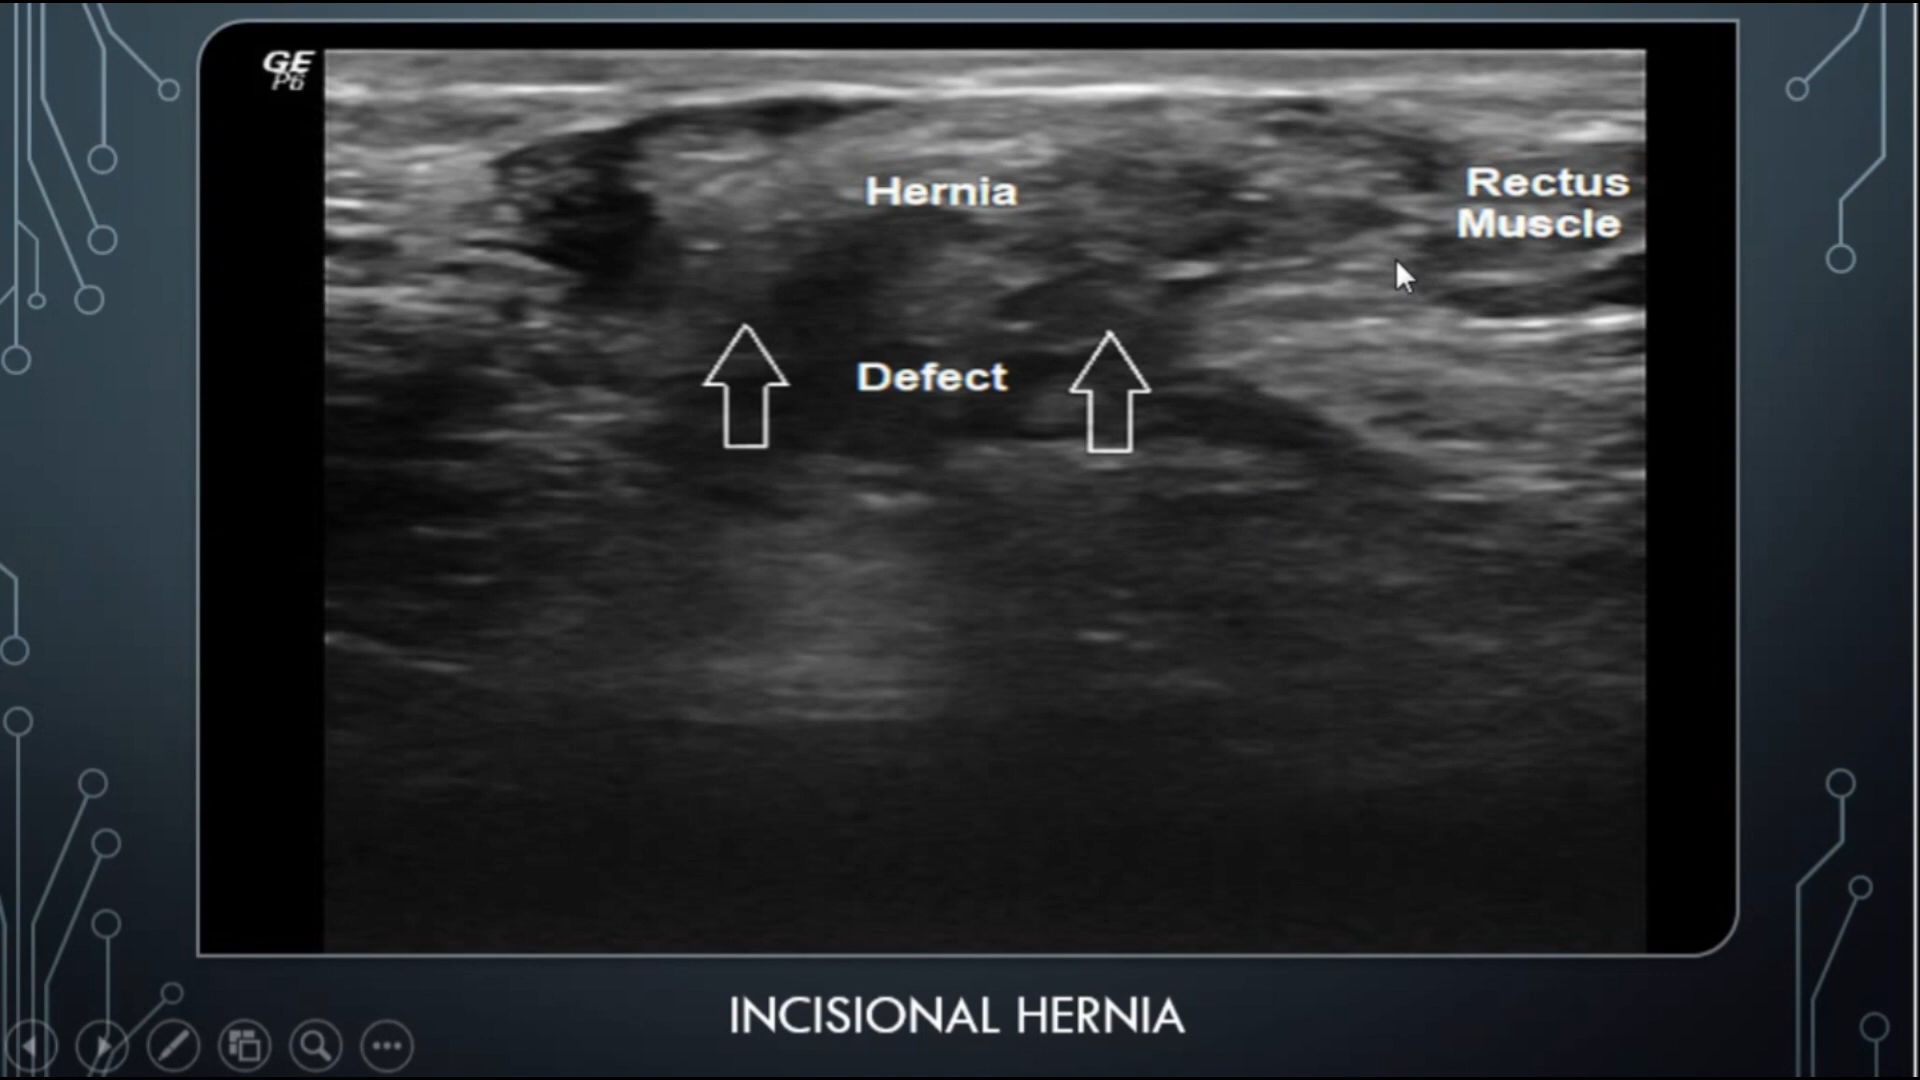 GE
P6
Hernia
Rectus
Muscle
Defect
INCISIONAL HERNIA